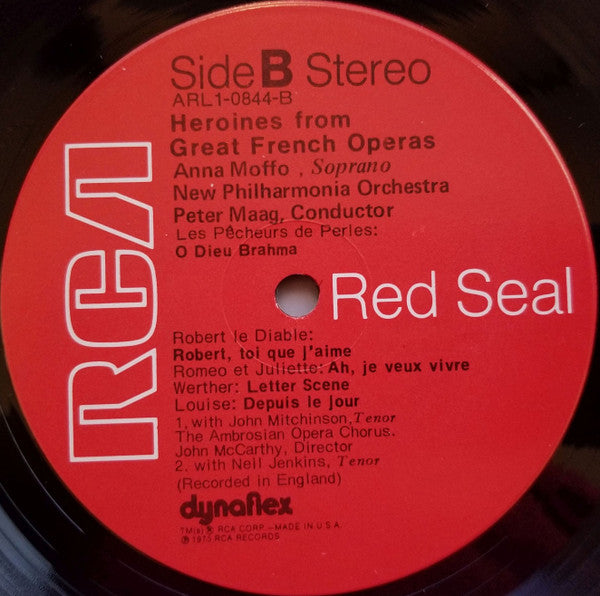 Side B Stereo
ARL1-0844-B
Heroines from
Great French Operas
Anna Moffo, Soprano
New Philharmonia Orchestra
Peter Maag, Conductor
Les Pêcheurs de Perles:
O Dieu Brahma
RCA
Red Seal
Robert le Diable:
Robert, toi que j'aime
Romeo et Juliette: Ah, je veux vivre
Werther: Letter Scene
Louise: Depuis le jour
1. with John Mitchinson, Tenor
The Ambrosian Opera Chorus.
John McCarthy, Director
2. with Neil Jenkins, Tenor
(Recorded in England)
dynaflex
TM(s) ® RCA CORP.—MADE IN U.S.A.
℗ 1975 RCA RECORDS